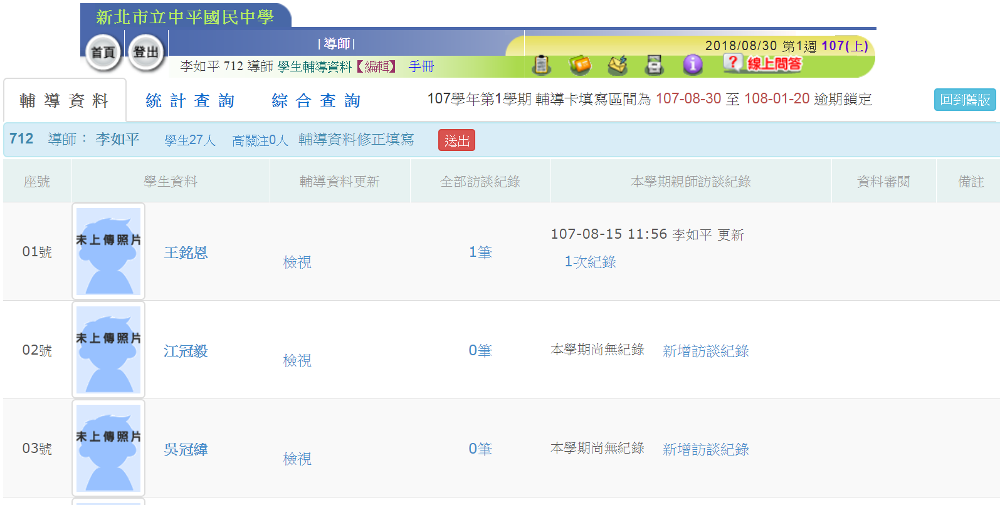 新北市立中平國民中學
首頁 登出 |導師| 2018/08/30 第1週 107(上)
李如平 712 導師 學生輔導資料【編輯】 手冊 i ? 線上問答
輔導資料 統計查詢 綜合查詢 107學年第1學期 輔導卡填寫區間為 107-08-30 至 108-01-20 逾期鎖定 回到舊版
712 導師： 李如平 學生27人 高關注0人 輔導資料修正填寫 送出
座號 學生資料 輔導資料更新 全部訪談紀錄 本學期親師訪談紀錄 資料審閱 備註
107-08-15 11:56 李如平 更新
01號 未上傳照片 王銘恩 檢視 1筆 1次紀錄
02號 未上傳照片 江冠毅 檢視 0筆 本學期尚無紀錄 新增訪談紀錄
03號 未上傳照片 吳冠緯 檢視 0筆 本學期尚無紀錄 新增訪談紀錄